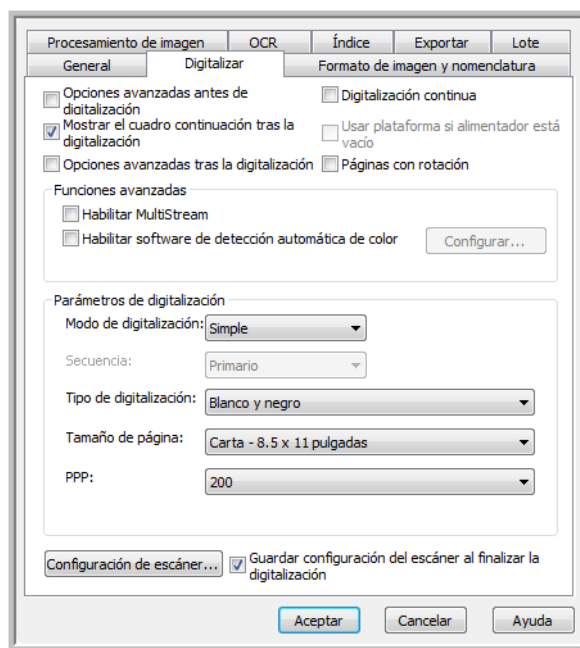 Procesamiento de imagen OCR Índice Exportar Lote
General Digitalizar Formato de imagen y nomenclatura
Opciones avanzadas antes de
digitalización
Digitalización continua
Mostrar el cuadro continuación tras la
digitalización
Usar plataforma si alimentador está
vacío
Opciones avanzadas tras la digitalización
Páginas con rotación
Funciones avanzadas
Habilitar MultiStream
Habilitar software de detección automática de color
Configurar...
Parámetros de digitalización
Modo de digitalización: Simple
Secuencia: Primario
Tipo de digitalización: Blanco y negro
Tamaño de página: Carta - 8.5 x 11 pulgadas
PPP: 200
Configuración de escáner...
Guardar configuración del escáner al finalizar la
digitalización
Aceptar Cancelar Ayuda